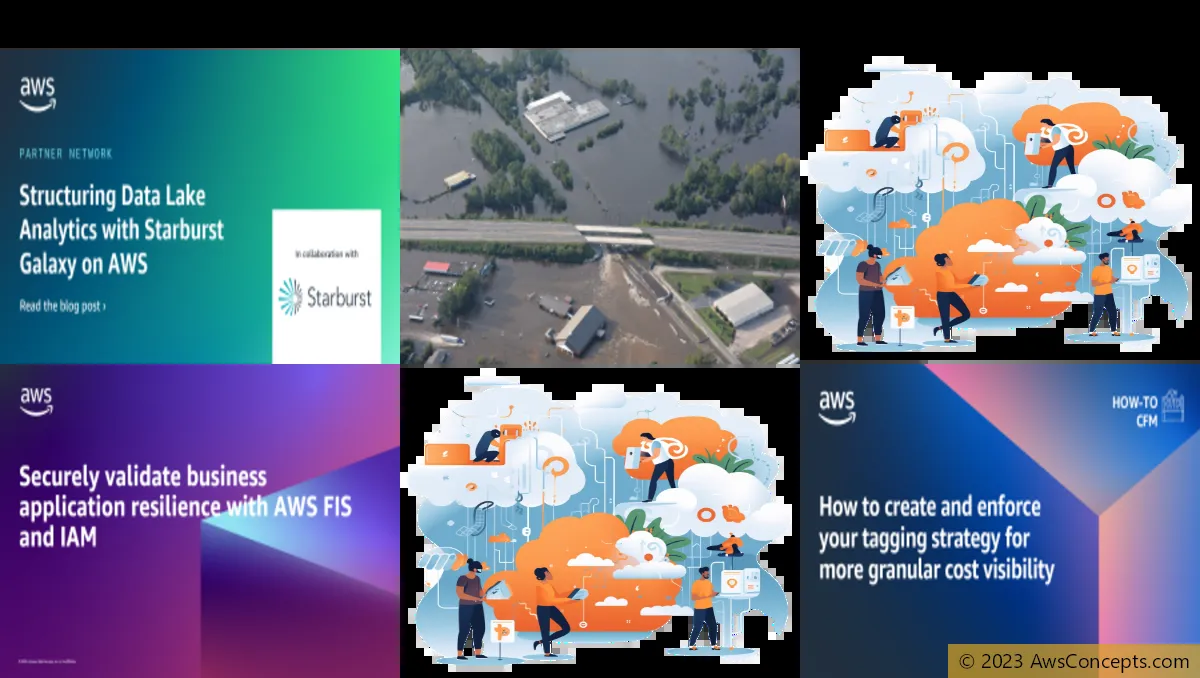 aws
PARTNER NETWORK
Structuring Data Lake
Analytics with Starburst
Galaxy on AWS
Read the blog post ›
In collaboration with
Starburst
aws
Securely validate business
application resilience with AWS FIS
and IAM
aws
HOW-TO
CFM
How to create and enforce
your tagging strategy for
more granular cost visibility
© 2023 AwsConcepts.com